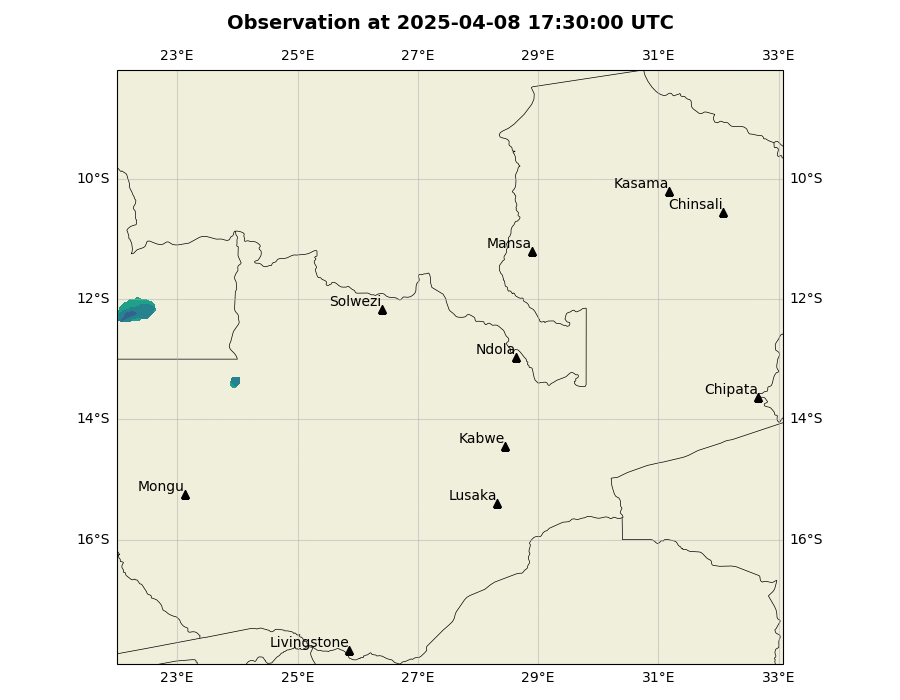 Observation at 2025-04-08 17:30:00 UTC
23°E 25°E 27°E 29°E 31°E 33°E
10°S 10°S
Kasama
Chinsali
Mansa
12°S 12°S
Solwezi
Ndola
Chipata
14°S 14°S
Kabwe
Mongu
Lusaka
16°S 16°S
Livingstone
23°E 25°E 27°E 29°E 31°E 33°E